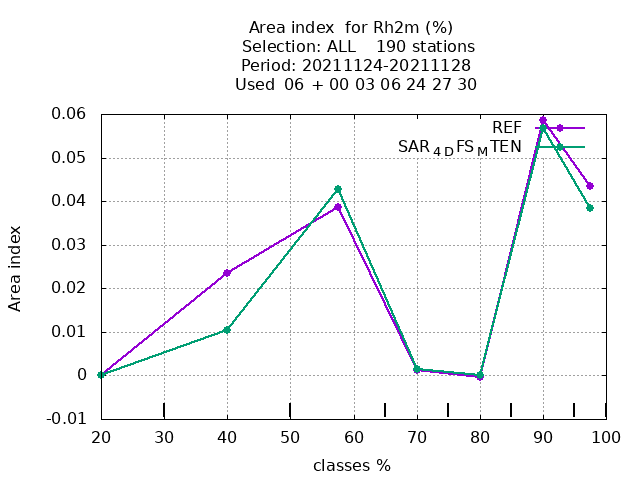 Area index  for Rh2m (%)
Selection: ALL    190 stations
Period: 20211124-20211128
Used  06  + 00 03 06 24 27 30
REF
SAR4DFSMTEN
0.06
0.05
0.04
0.03
0.02
0.01
0
-0.01
Area index
20 30 40 50 60 70 80 90 100
classes %